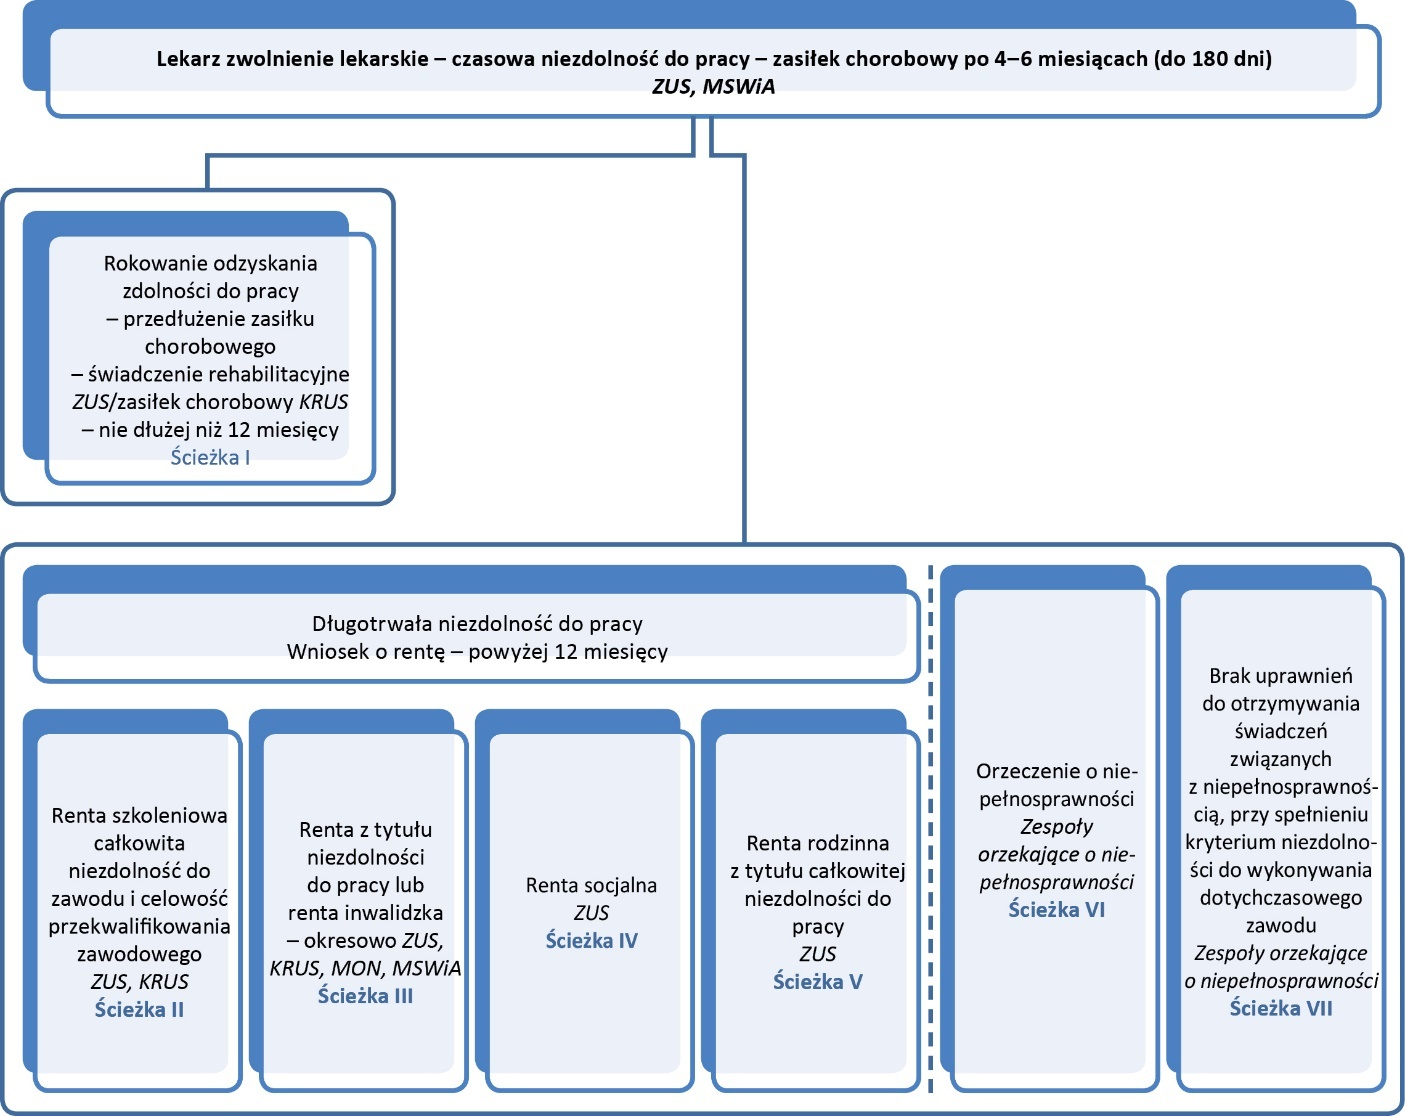 Lekarz zwolnienie lekarskie – czasowa niezdolność do pracy – zasiłek chorobowy po 4–6 miesiącach (do 180 dni)
ZUS, MSWiA
Rokowanie odzyskania
zdolności do pracy
– przedłużenie zasiłku
chorobowego
– świadczenie rehabilitacyjne
ZUS/zasiłek chorobowy KRUS
– nie dłużej niż 12 miesięcy
Ścieżka I
Długotrwała niezdolność do pracy
Wniosek o rentę – powyżej 12 miesięcy
Renta szkoleniowa
całkowita
niezdolność do
zawodu i celowość
przekwalifikowania
zawodowego
ZUS, KRUS
Ścieżka II
Renta z tytułu
niezdolności
do pracy lub
renta inwalidzka
– okresowo ZUS,
KRUS, MON, MSWiA
Ścieżka III
Renta socjalna
ZUS
Ścieżka IV
Renta rodzinna
z tytułu całkowitej
niezdolności do
pracy
ZUS
Ścieżka V
Orzeczenie o nie-
pełnosprawności
Zespoły
orzekające o nie-
pełnosprawności
Ścieżka VI
Brak uprawnień
do otrzymywania
świadczeń
związanych
z niepełnosprawnoś-
cią, przy spełnieniu
kryterium niezdolno-
ści do wykonywania
dotychczasowego
zawodu
Zespoły orzekające
o niepełnosprawności
Ścieżka VII